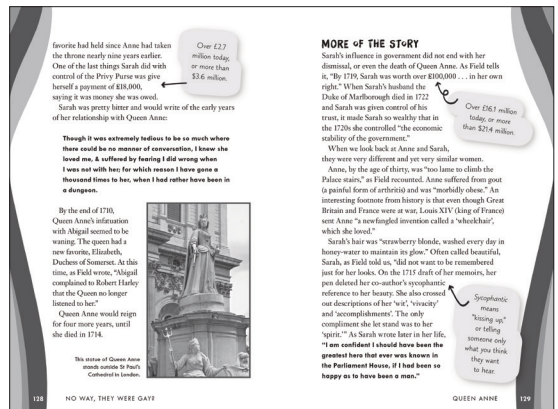 favorite had held since Anne had taken
the throne nearly nine years earlier.
One of the last things Sarah did with
control of the Privy Purse was give
herself a payment of £18,000,
saying it was money she was owed.
Over £2.7
million today,
or more than
$3.6 million.
Sarah was pretty bitter and would write of the early years
of her relationship with Queen Anne:
Though it was extremely tedious to be so much where
there could be no manner of conversation, I knew she
loved me, & suffered by fearing I did wrong when
I was not with her; for which reason I have gone a
thousand times to her, when I had rather have been in
a dungeon.
By the end of 1710,
Queen Anne's infatuation
with Abigail seemed to be
waning. The queen had a
new favorite, Elizabeth,
Duchess of Somerset. At this
time, as Field wrote, "Abigail
complained to Robert Harley
that the Queen no longer
listened to her."
Queen Anne would reign
for four more years, until
she died in 1714.
This statue of Queen Anne
stands outside St Paul's
Cathedral in London.
128 NO WAY, THEY WERE GAY?
MORE OF THE STORY
Sarah's influence in government did not end with her
dismissal, or even the death of Queen Anne. As Field tells
it, "By 1719, Sarah was worth over £100,000 . . . in her own
right." When Sarah's husband the
Duke of Marlborough died in 1722
and Sarah was given control of his
trust, it made Sarah so wealthy that in
the 1720s she controlled "the economic
stability of the government."
Over £16.1 million
today, or more
than $21.4 million.
When we look back at Anne and Sarah,
they were very different and yet very similar women.
Anne, by the age of thirty, was "too lame to climb the
Palace stairs," as Field recounted. Anne suffered from gout
(a painful form of arthritis) and was "morbidly obese." An
interesting footnote from history is that even though Great
Britain and France were at war, Louis XIV (king of France)
sent Anne "a newfangled invention called a 'wheelchair',
which she loved."
Sarah's hair was "strawberry blonde, washed every day in
honey-water to maintain its glow." Often called beautiful,
Sarah, as Field told us, "did not want to be remembered
just for her looks. On the 1715 draft of her memoirs, her
pen deleted her co-author's sycophantic
reference to her beauty. She also crossed
out descriptions of her 'wit', 'vivacity'
and 'accomplishments'. The only
compliment she let stand was to her
'spirit.'" As Sarah wrote later in her life,
"I am confident I should have been the
greatest hero that ever was known in
the Parliament House, if I had been so
happy as to have been a man."
Sycophantic
means
"kissing up,"
or telling
someone only
what you think
they want
to hear.
QUEEN ANNE 129